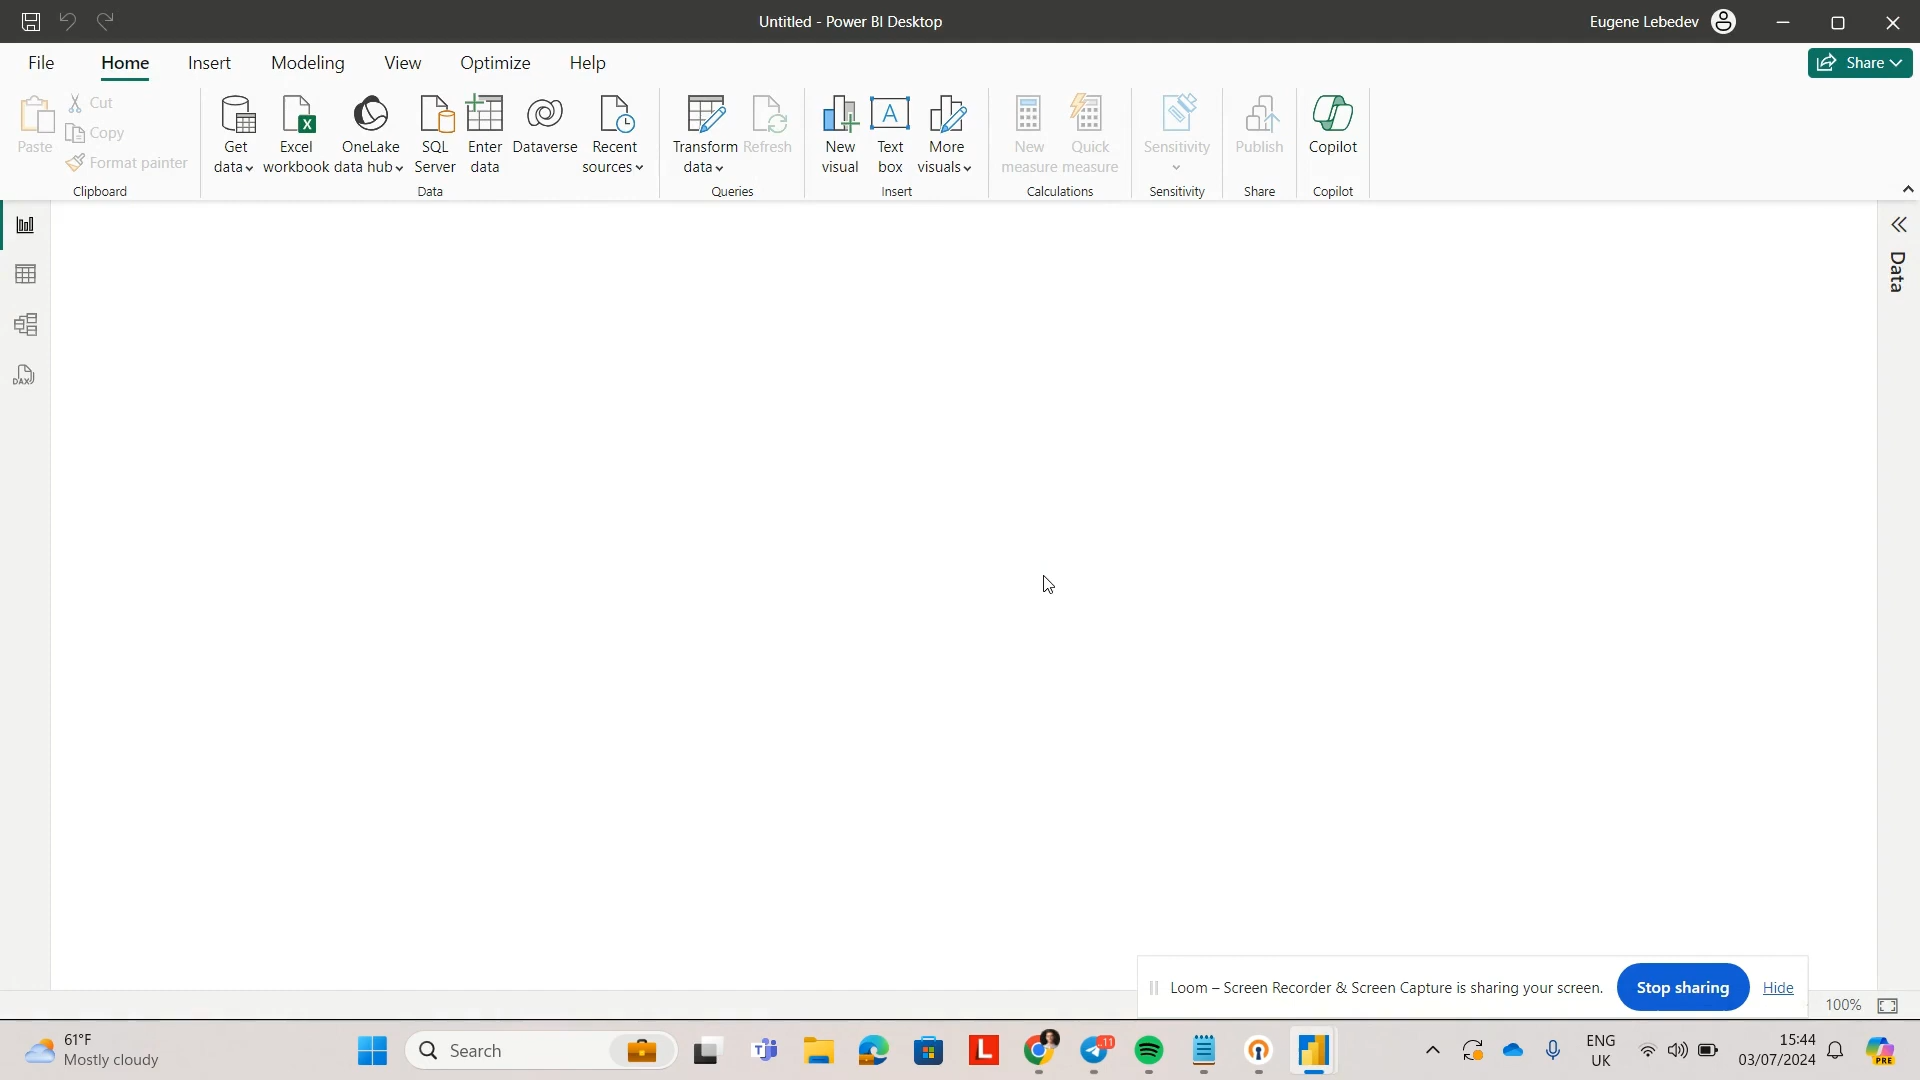 Untitled - Power BI Desktop
Eugene Lebedev
File
Home
Insert
Modeling
View
Optimize
Help
Share
Paste
Cut
Copy
Format painter
Clipboard
Get data
Excel workbook
OneLake data hub
SQL Server
Enter data
Dataverse
Recent sources
Data
Transform data
Refresh
Queries
New visual
A
Text box
More visuals
Insert
New measure
Quick measure
Calculations
Sensitivity
Sensitivity
Publish
Share
Copilot
Copilot
DAX
Data
Loom – Screen Recorder & Screen Capture is sharing your screen.
Stop sharing
Hide
100%
61°F
Mostly cloudy
Search
L
11
ENG
UK
15:44
03/07/2024
PRE